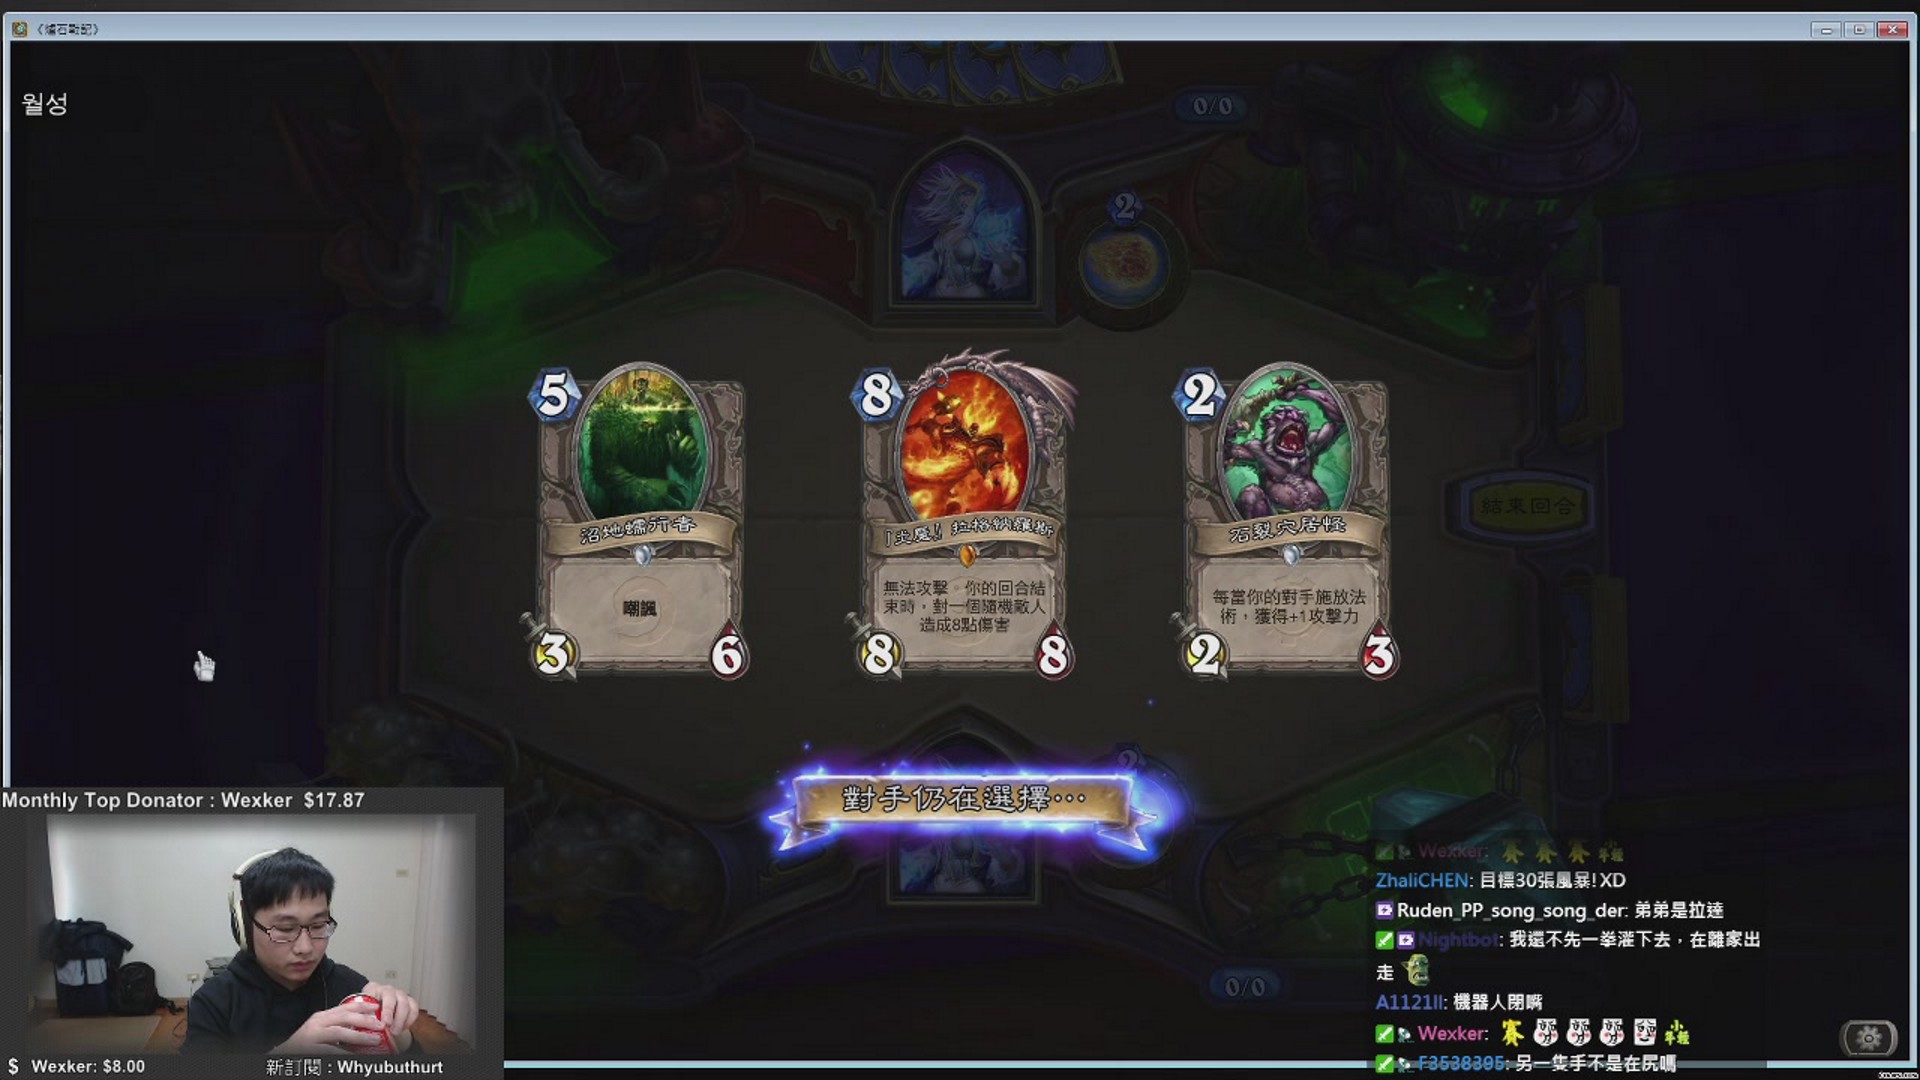 《爐石戰記》
월성
0/0
2
5
沼地蠕行者
嘲諷
3
6
8
『炎魔』拉格納羅斯
無法攻擊。你的回合結
束時，對一個隨機敵人
造成8點傷害
8
8
2
石裂穴居怪
每當你的對手施放法
術，獲得+1攻擊力
2
3
結束回合
2
對手仍在選擇…
0/0
Monthly Top Donator : Wexker $17.87
$ Wexker: $8.00
新訂閱 : Whyubuthurt
Wexker:
ZhaliCHEN: 目標30張風暴!XD
Ruden_PP_song_song_der: 弟弟是拉達
Nightbot: 我還不先一拳灌下去，在離家出
走
A1121ll: 機器人閉嘴
Wexker:
F3538395: 另一隻手不是在尻嗎